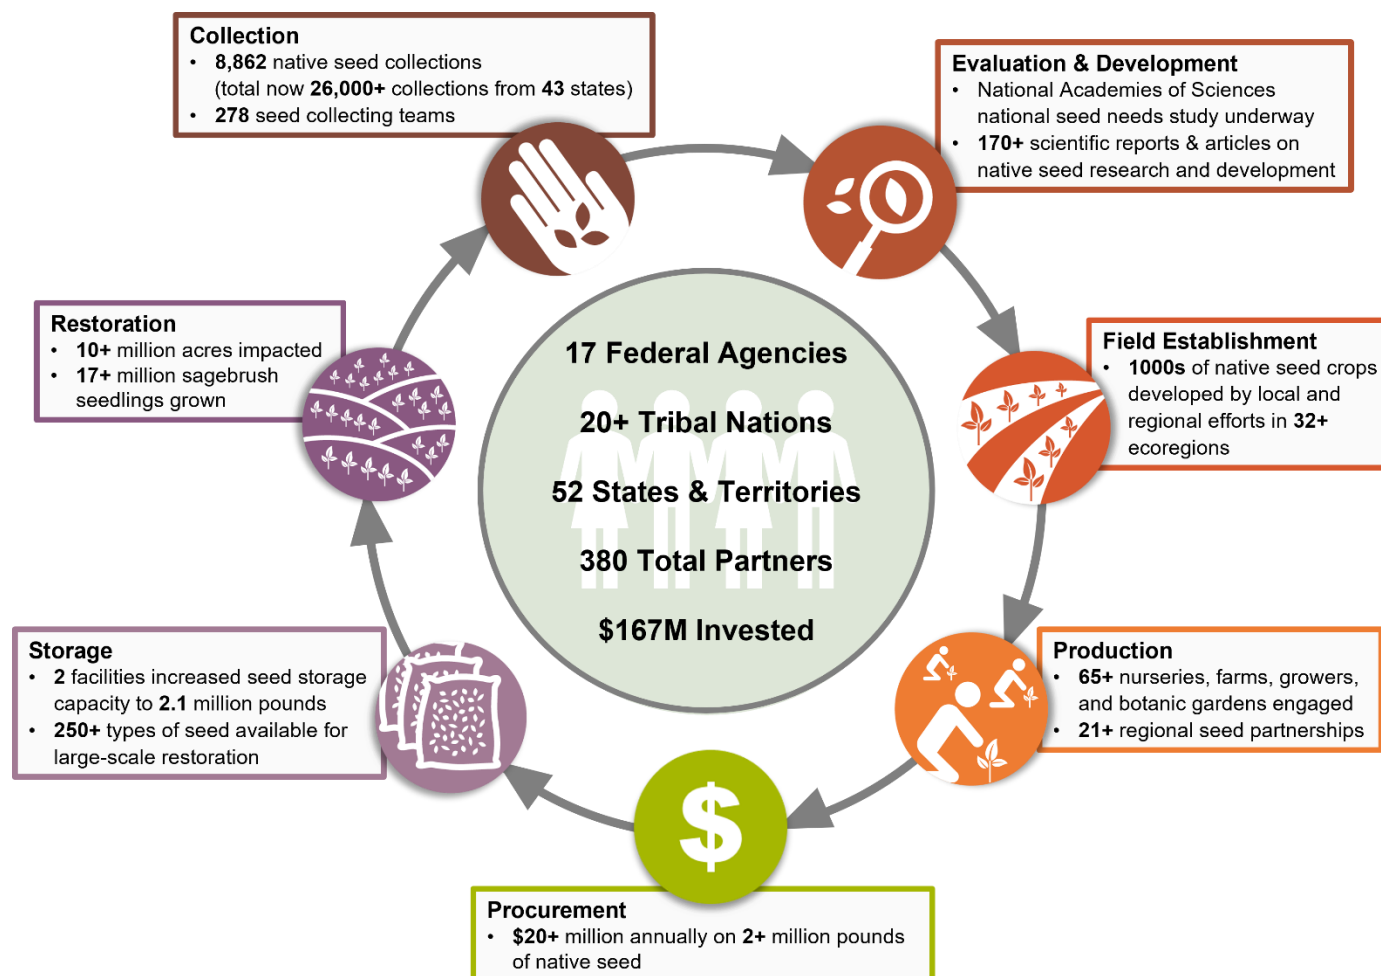 Collection
• 8,862 native seed collections
(total now 26,000+ collections from 43 states)
• 278 seed collecting teams
Evaluation & Development
• National Academies of Sciences
national seed needs study underway
• 170+ scientific reports & articles on
native seed research and development
Field Establishment
• 1000s of native seed crops
developed by local and
regional efforts in 32+
ecoregions
Production
• 65+ nurseries, farms, growers,
and botanic gardens engaged
• 21+ regional seed partnerships
$
Procurement
• $20+ million annually on 2+ million pounds
of native seed
Storage
• 2 facilities increased seed storage
capacity to 2.1 million pounds
• 250+ types of seed available for
large-scale restoration
Restoration
• 10+ million acres impacted
• 17+ million sagebrush
seedlings grown
17 Federal Agencies
20+ Tribal Nations
52 States & Territories
380 Total Partners
$167M Invested